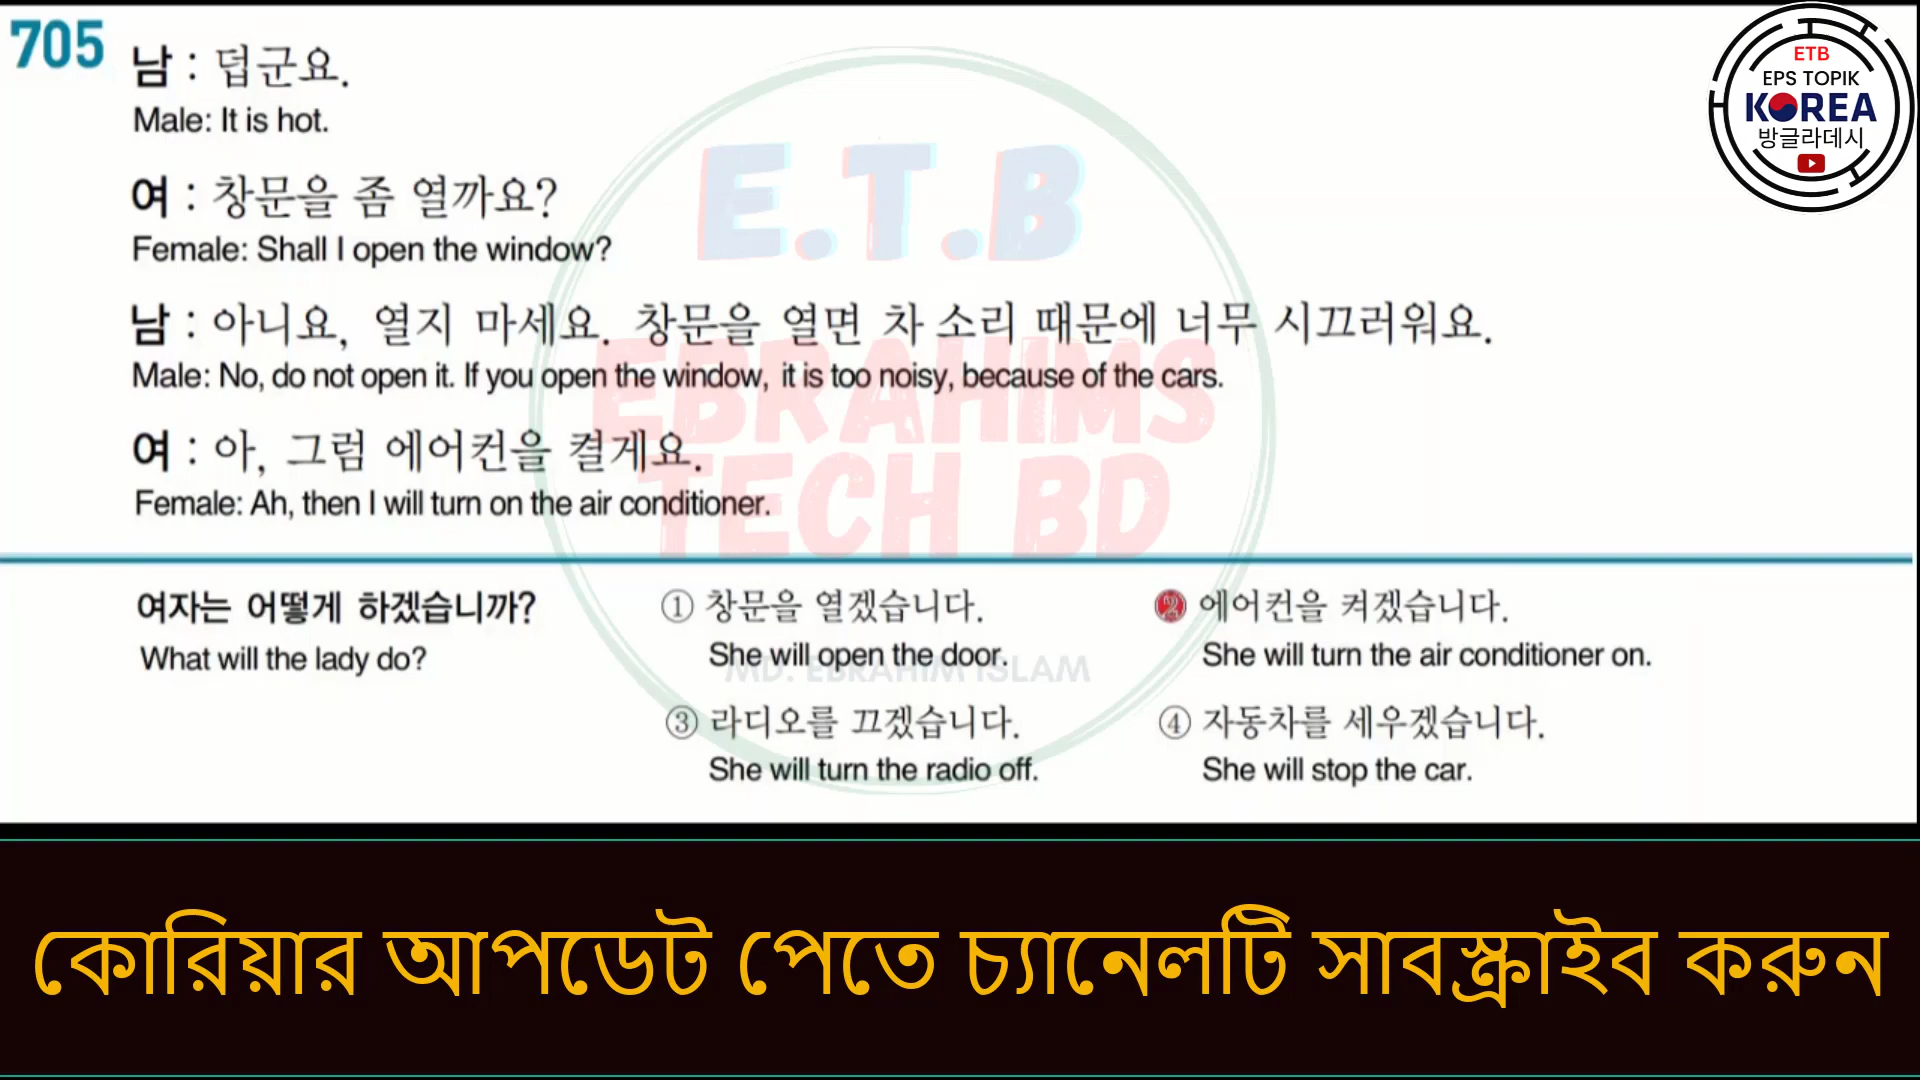 705
남 : 덥군요.
Male: It is hot.
여 : 창문을 좀 열까요?
Female: Shall I open the window?
남 : 아니요, 열지 마세요. 창문을 열면 차 소리 때문에 너무 시끄러워요.
Male: No, do not open it. If you open the window, it is too noisy, because of the cars.
여 : 아, 그럼 에어컨을 켤게요.
Female: Ah, then I will turn on the air conditioner.
여자는 어떻게 하겠습니까?
What will the lady do?
① 창문을 열겠습니다.
She will open the door.
② 에어컨을 켜겠습니다.
She will turn the air conditioner on.
③ 라디오를 끄겠습니다.
She will turn the radio off.
④ 자동차를 세우겠습니다.
She will stop the car.
E.T.B
EBRAHIMS
TECH BD
MD. EBRAHIM ISLAM
ETB
EPS TOPIK
KOREA
방글라데시
কোরিয়ার আপডেট পেতে চ্যানেলটি সাবস্ক্রাইব করুন